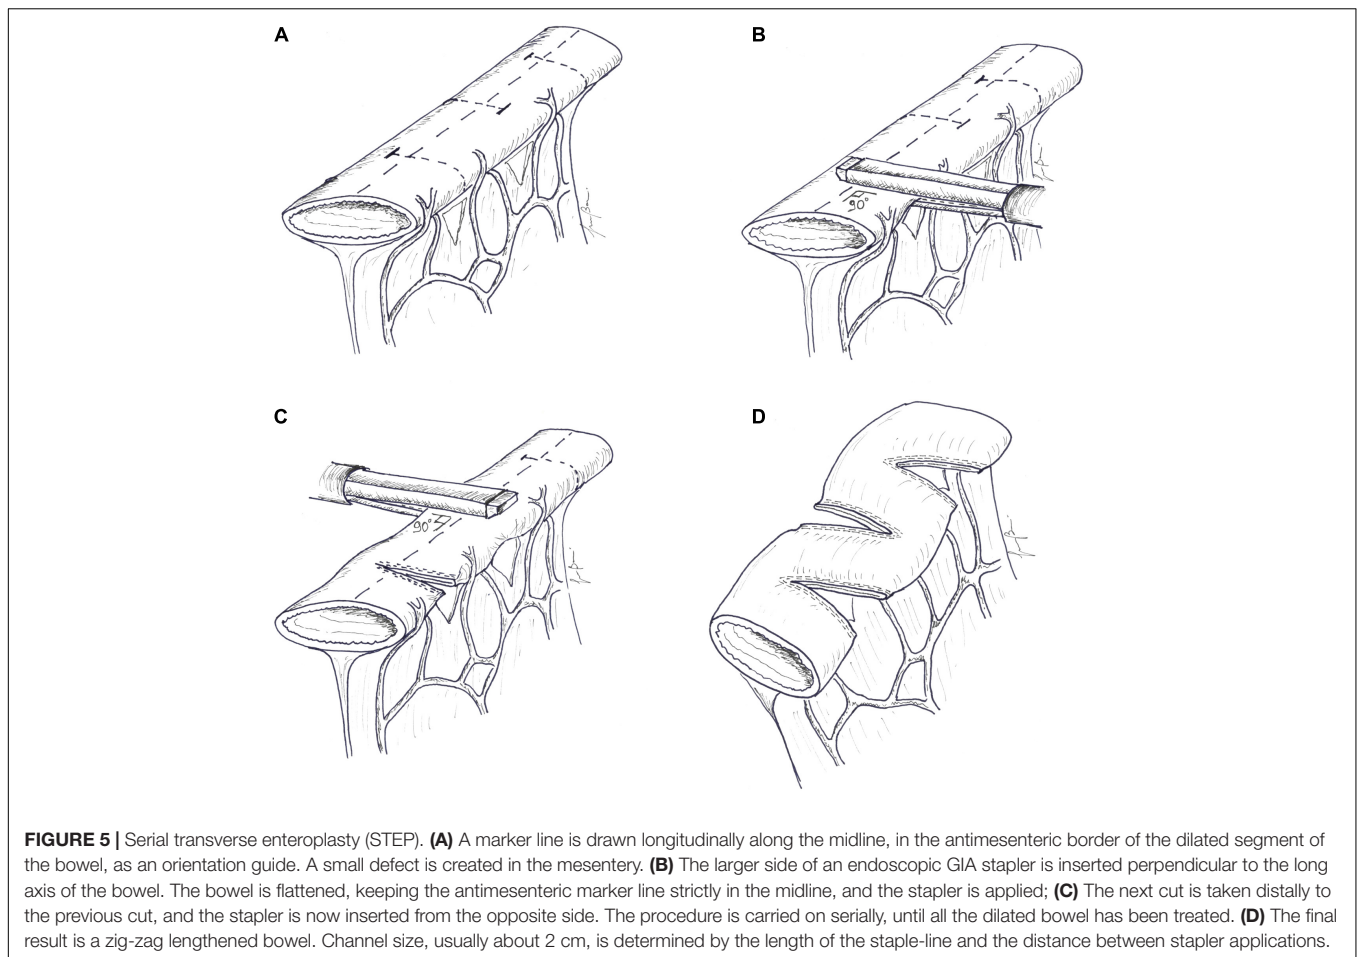 A
B
90°
C
90°
D
FIGURE 5 | Serial transverse enteroplasty (STEP). (A) A marker line is drawn longitudinally along the midline, in the antimesenteric border of the dilated segment of
the bowel, as an orientation guide. A small defect is created in the mesentery. (B) The larger side of an endoscopic GIA stapler is inserted perpendicular to the long
axis of the bowel. The bowel is flattened, keeping the antimesenteric marker line strictly in the midline, and the stapler is applied; (C) The next cut is taken distally to
the previous cut, and the stapler is now inserted from the opposite side. The procedure is carried on serially, until all the dilated bowel has been treated. (D) The final
result is a zig-zag lengthened bowel. Channel size, usually about 2 cm, is determined by the length of the staple-line and the distance between stapler applications.